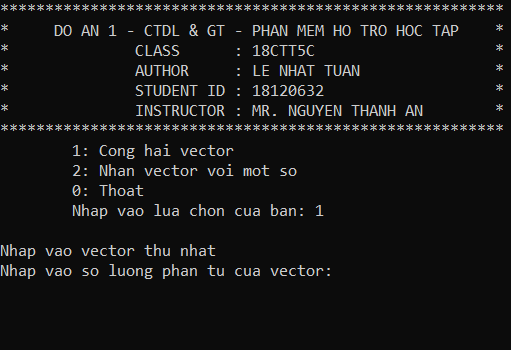 ********************************************************
*     DO AN 1 - CTDL & GT - PHAN MEM HO TRO HOC TAP    *
*              CLASS      : 18CTT5C                    *
*              AUTHOR     : LE NHAT TUAN               *
*              STUDENT ID : 18120632                   *
*              INSTRUCTOR : MR. NGUYEN THANH AN        *
********************************************************
        1: Cong hai vector
        2: Nhan vector voi mot so
        0: Thoat
        Nhap vao lua chon cua ban: 1

Nhap vao vector thu nhat
Nhap vao so luong phan tu cua vector: